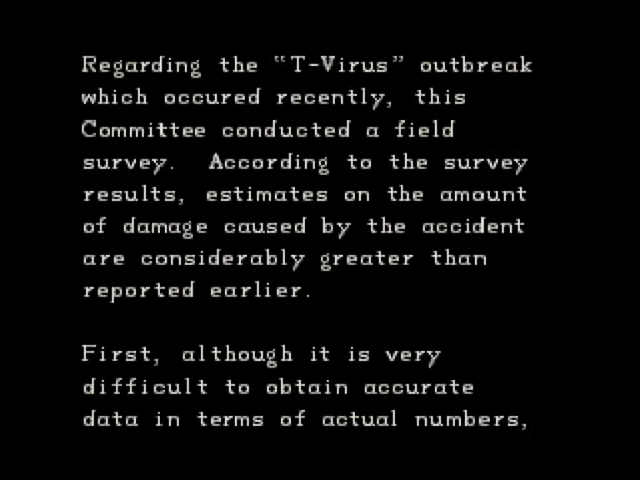 Regarding the “T-Virus” outbreak
which occured recently, this
Committee conducted a field
survey.  According to the survey
results, estimates on the amount
of damage caused by the accident
are considerably greater than
reported earlier.

First, although it is very
difficult to obtain accurate
data in terms of actual numbers,